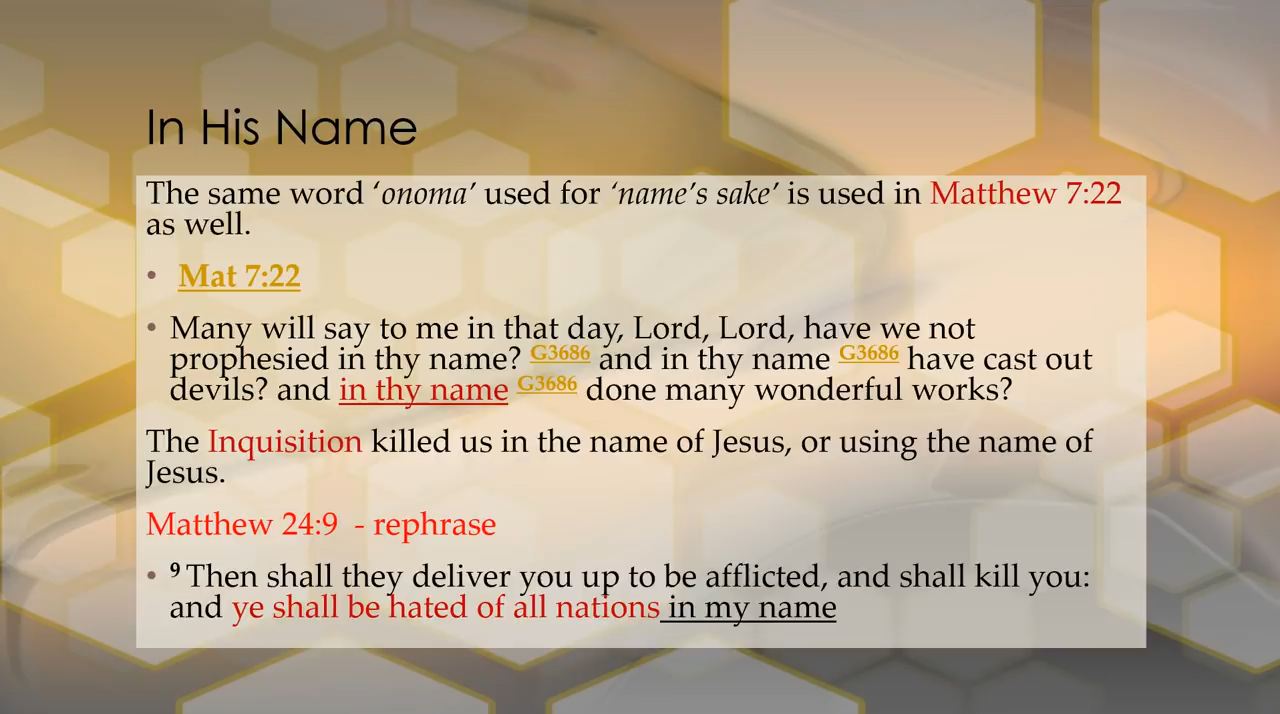 In His Name
The same word ‘onoma’ used for ‘name’s sake’ is used in Matthew 7:22
as well.
• Mat 7:22
• Many will say to me in that day, Lord, Lord, have we not
prophesied in thy name? G3686 and in thy name G3686 have cast out
devils? and in thy name G3686 done many wonderful works?
The Inquisition killed us in the name of Jesus, or using the name of
Jesus.
Matthew 24:9 - rephrase
• 9 Then shall they deliver you up to be afflicted, and shall kill you:
and ye shall be hated of all nations in my name